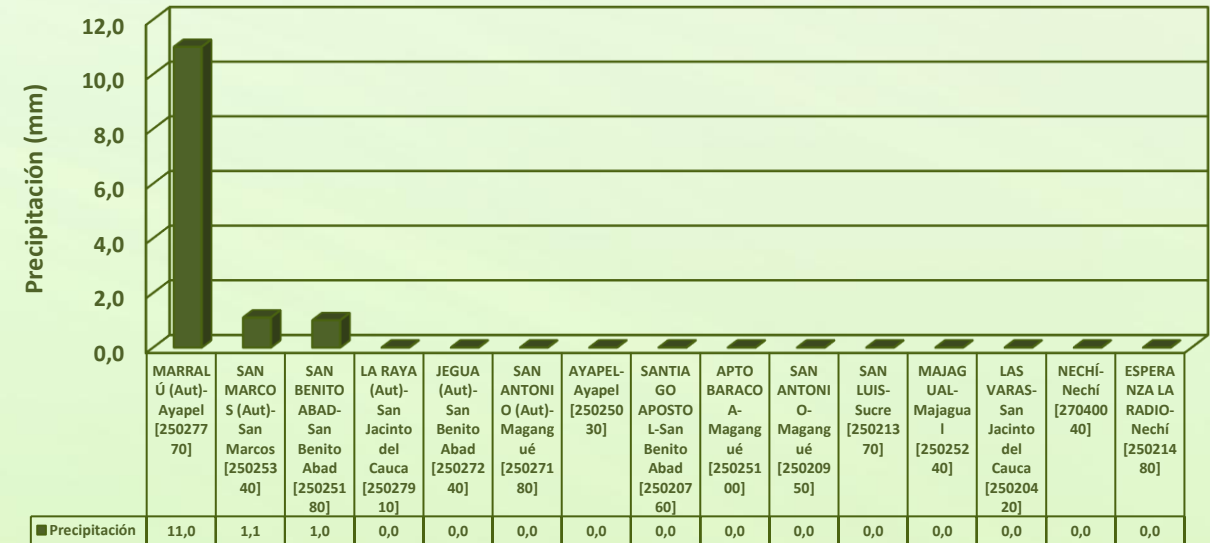 12,0
10,0
8,0
6,0
4,0
2,0
0,0
Precipitación (mm)
MARRAL
Ú (Aut)-
Ayapel
[250277
70]
SAN
MARCO
S (Aut)-
San
Marcos
[250253
40]
SAN
BENITO
ABAD-
San
Benito
Abad
[250251
80]
LA RAYA
(Aut)-
San
Jacinto
del
Cauca
[250279
10]
JEGUA
(Aut)-
San
Benito
Abad
[250272
40]
SAN
ANTONI
O (Aut)-
Magang
ué
[250271
80]
AYAPEL-
Ayapel
[250250
30]
SANTIA
GO
APOSTO
L-San
Benito
Abad
[250207
60]
APTO
BARACO
A-
Magang
ué
[250251
00]
SAN
ANTONI
O-
Magang
ué
[250209
50]
SAN
LUIS-
Sucre
[250213
70]
MAJAG
UAL-
Majagua
l
[250252
40]
LAS
VARAS-
San
Jacinto
del
Cauca
[250204
20]
NECHÍ-
Nechí
[270400
40]
ESPERA
NZA LA
RADIO-
Nechí
[250214
80]
Precipitación 11,0 1,1 1,0 0,0 0,0 0,0 0,0 0,0 0,0 0,0 0,0 0,0 0,0 0,0 0,0